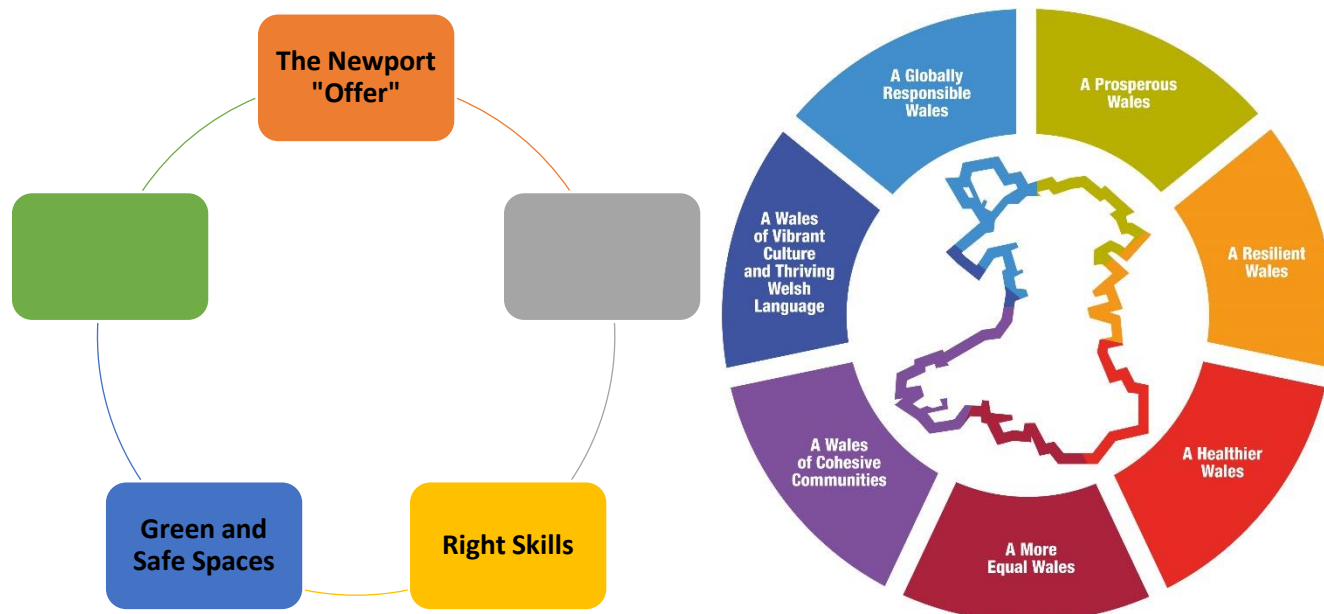 The Newport
"Offer"
Right Skills
Green and
Safe Spaces
A Globally
Responsible
Wales
A Prosperous
Wales
A Resilient
Wales
A Healthier
Wales
A More
Equal Wales
A Wales
of Cohesive
Communities
A Wales
of Vibrant
Culture
and Thriving
Welsh
Language